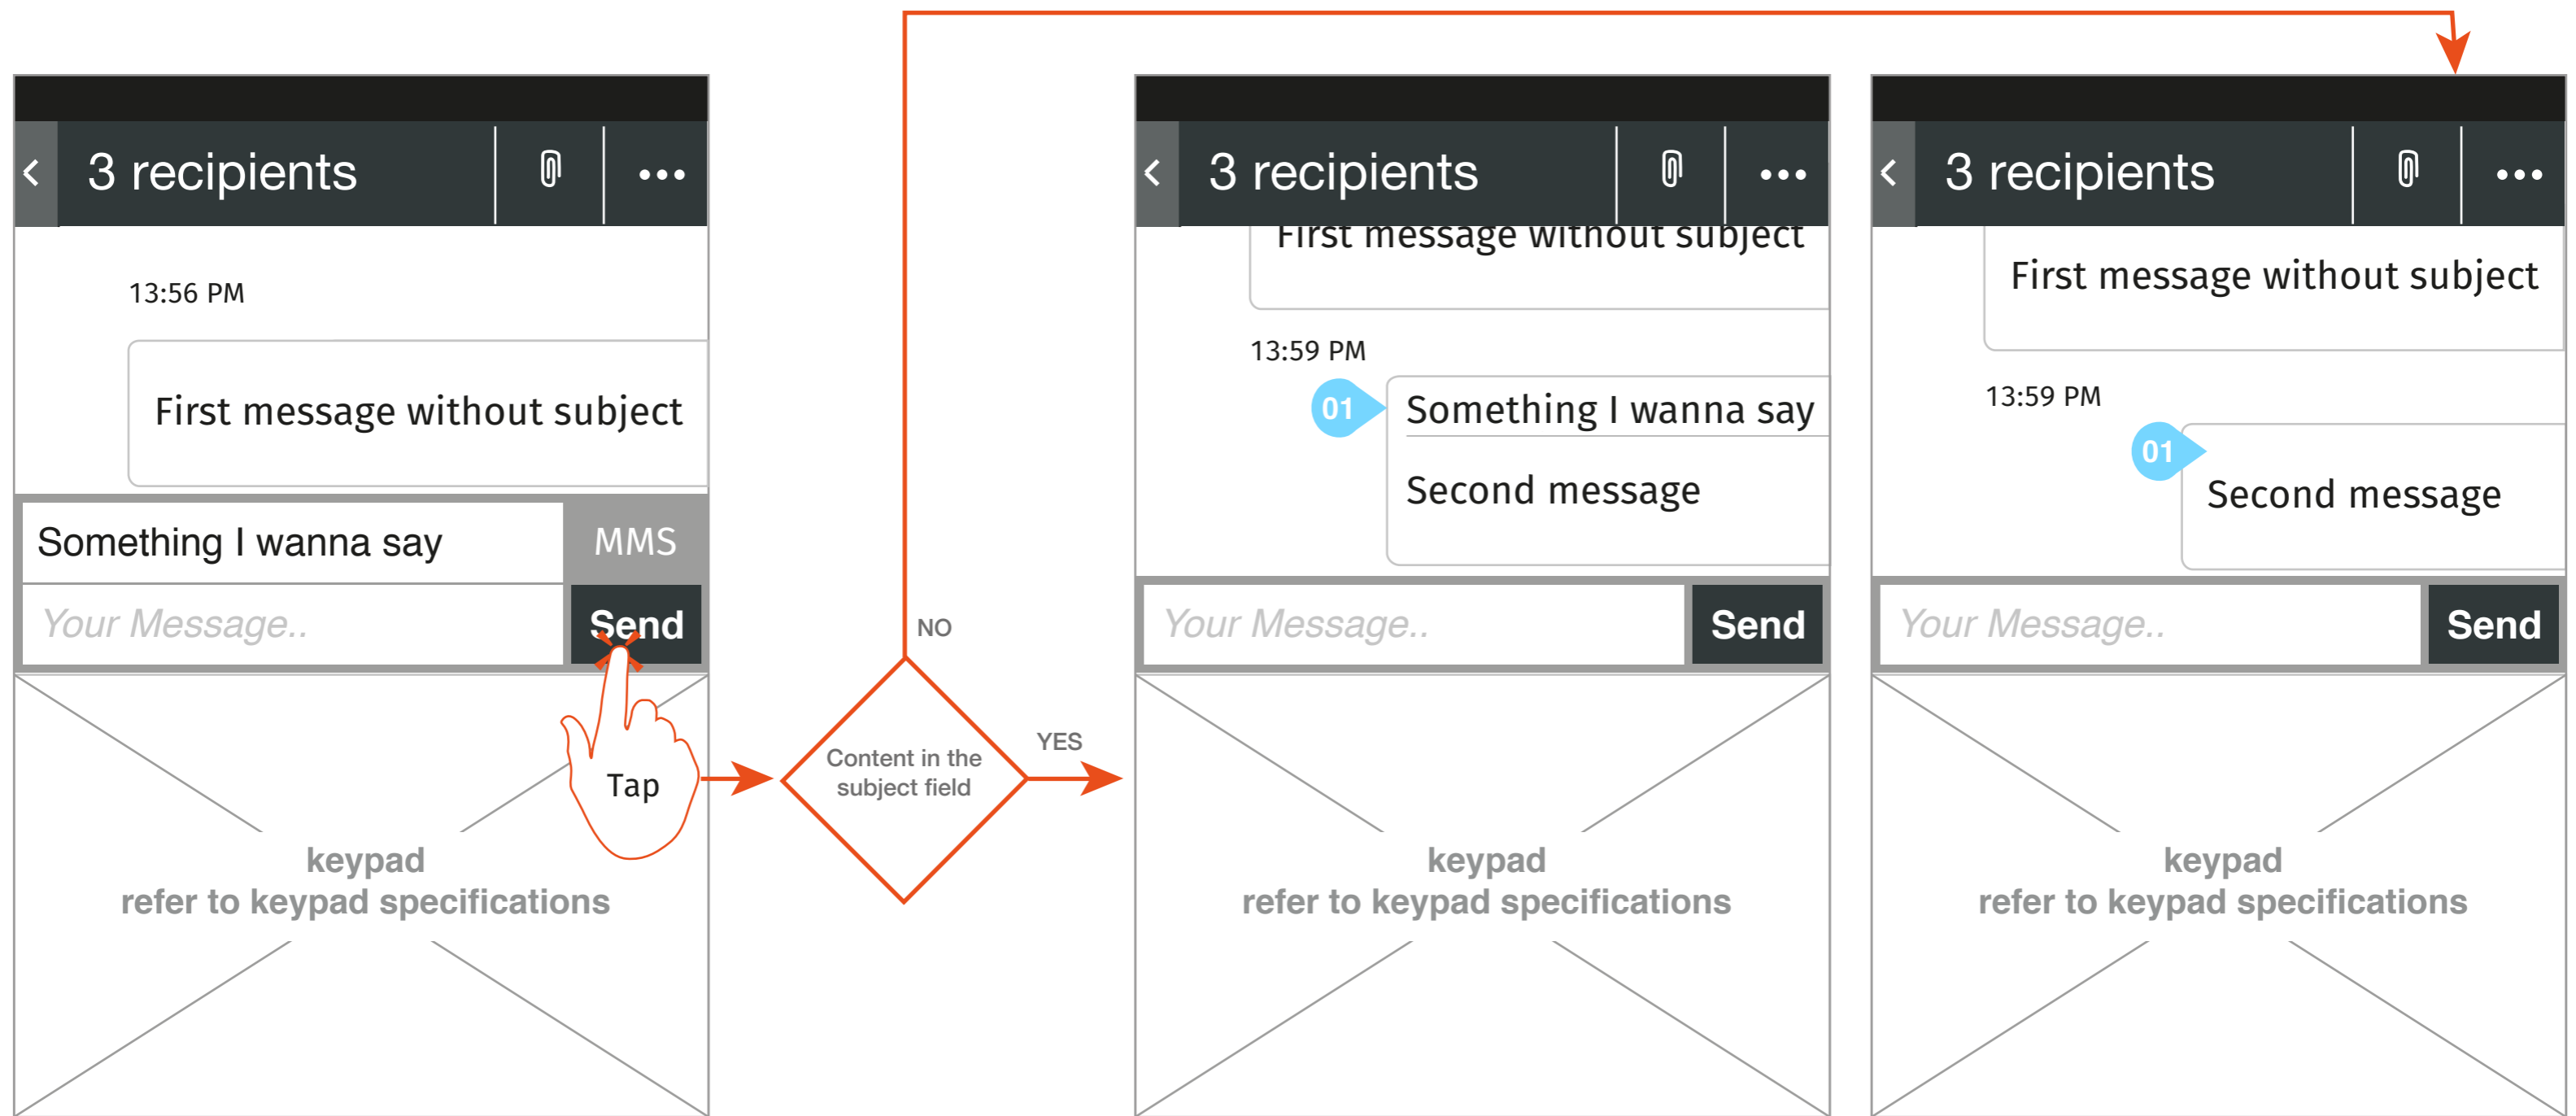 3 recipients
13:56 PM
First message without subject
Something I wanna say
MMS
Your Message..
Send
Tap
keypad
refer to keypad specifications
NO
Content in the
subject field
YES
3 recipients
First message without subject
13:59 PM
01
Something I wanna say
Second message
Your Message..
Send
keypad
refer to keypad specifications
3 recipients
First message without subject
13:59 PM
01
Second message
Your Message..
Send
keypad
refer to keypad specifications